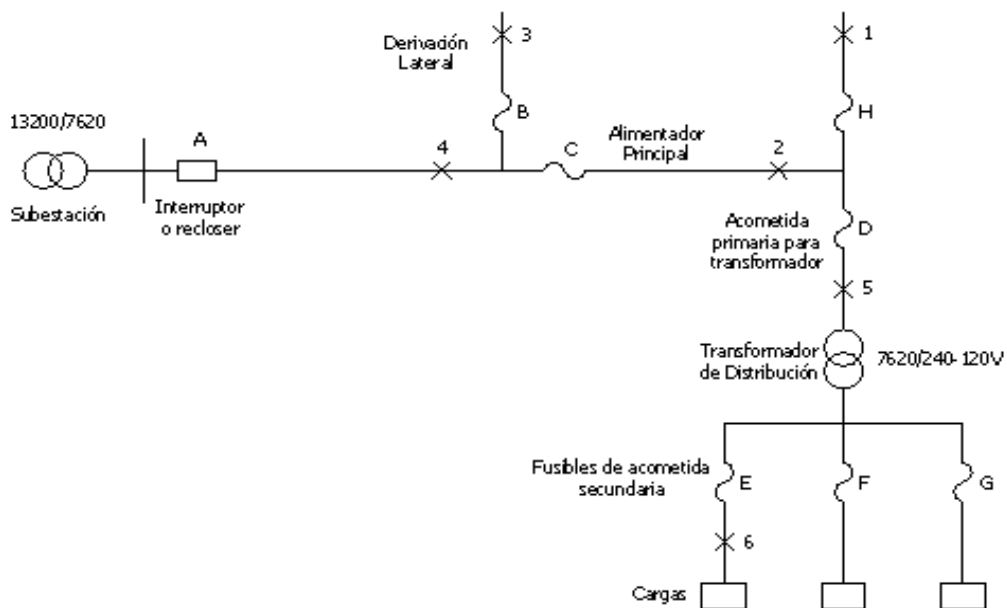 3
1
Derivación
Lateral
B
H
13200/7620
A
4
C
Alimentador
Principal
2
Subestación
Interruptor
o recloser
Acometida
primaria para
transformador
D
5
Transformador
de Distribución
7620/240-120V
Fusibles de acometida
secundaria
E
F
G
6
Cargas